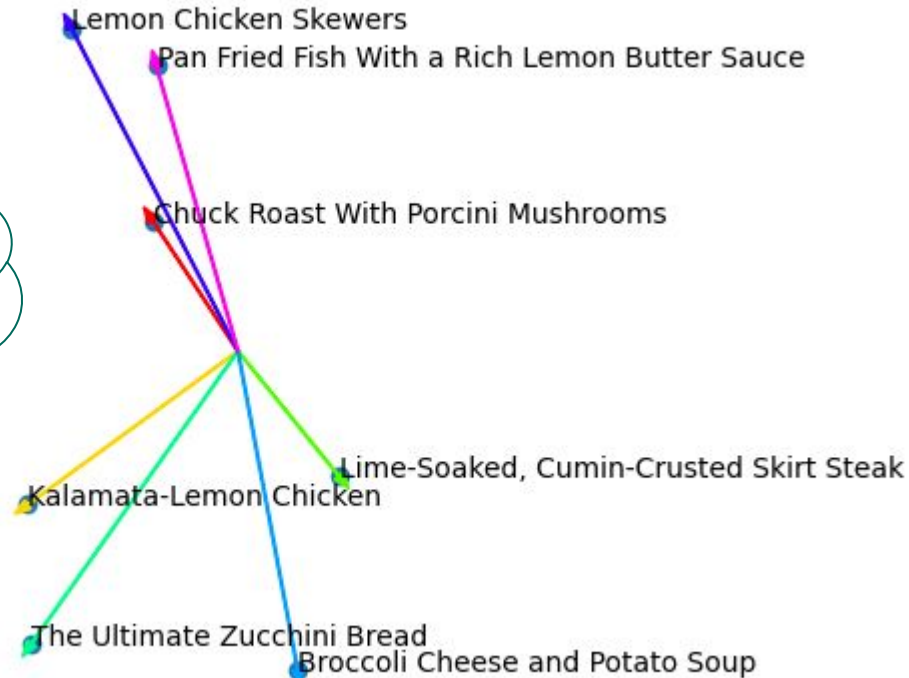 Lemon Chicken Skewers
Pan Fried Fish With a Rich Lemon Butter Sauce
Chuck Roast With Porcini Mushrooms
Lime-Soaked, Cumin-Crusted Skirt Steak
Kalamata-Lemon Chicken
The Ultimate Zucchini Bread
Broccoli Cheese and Potato Soup